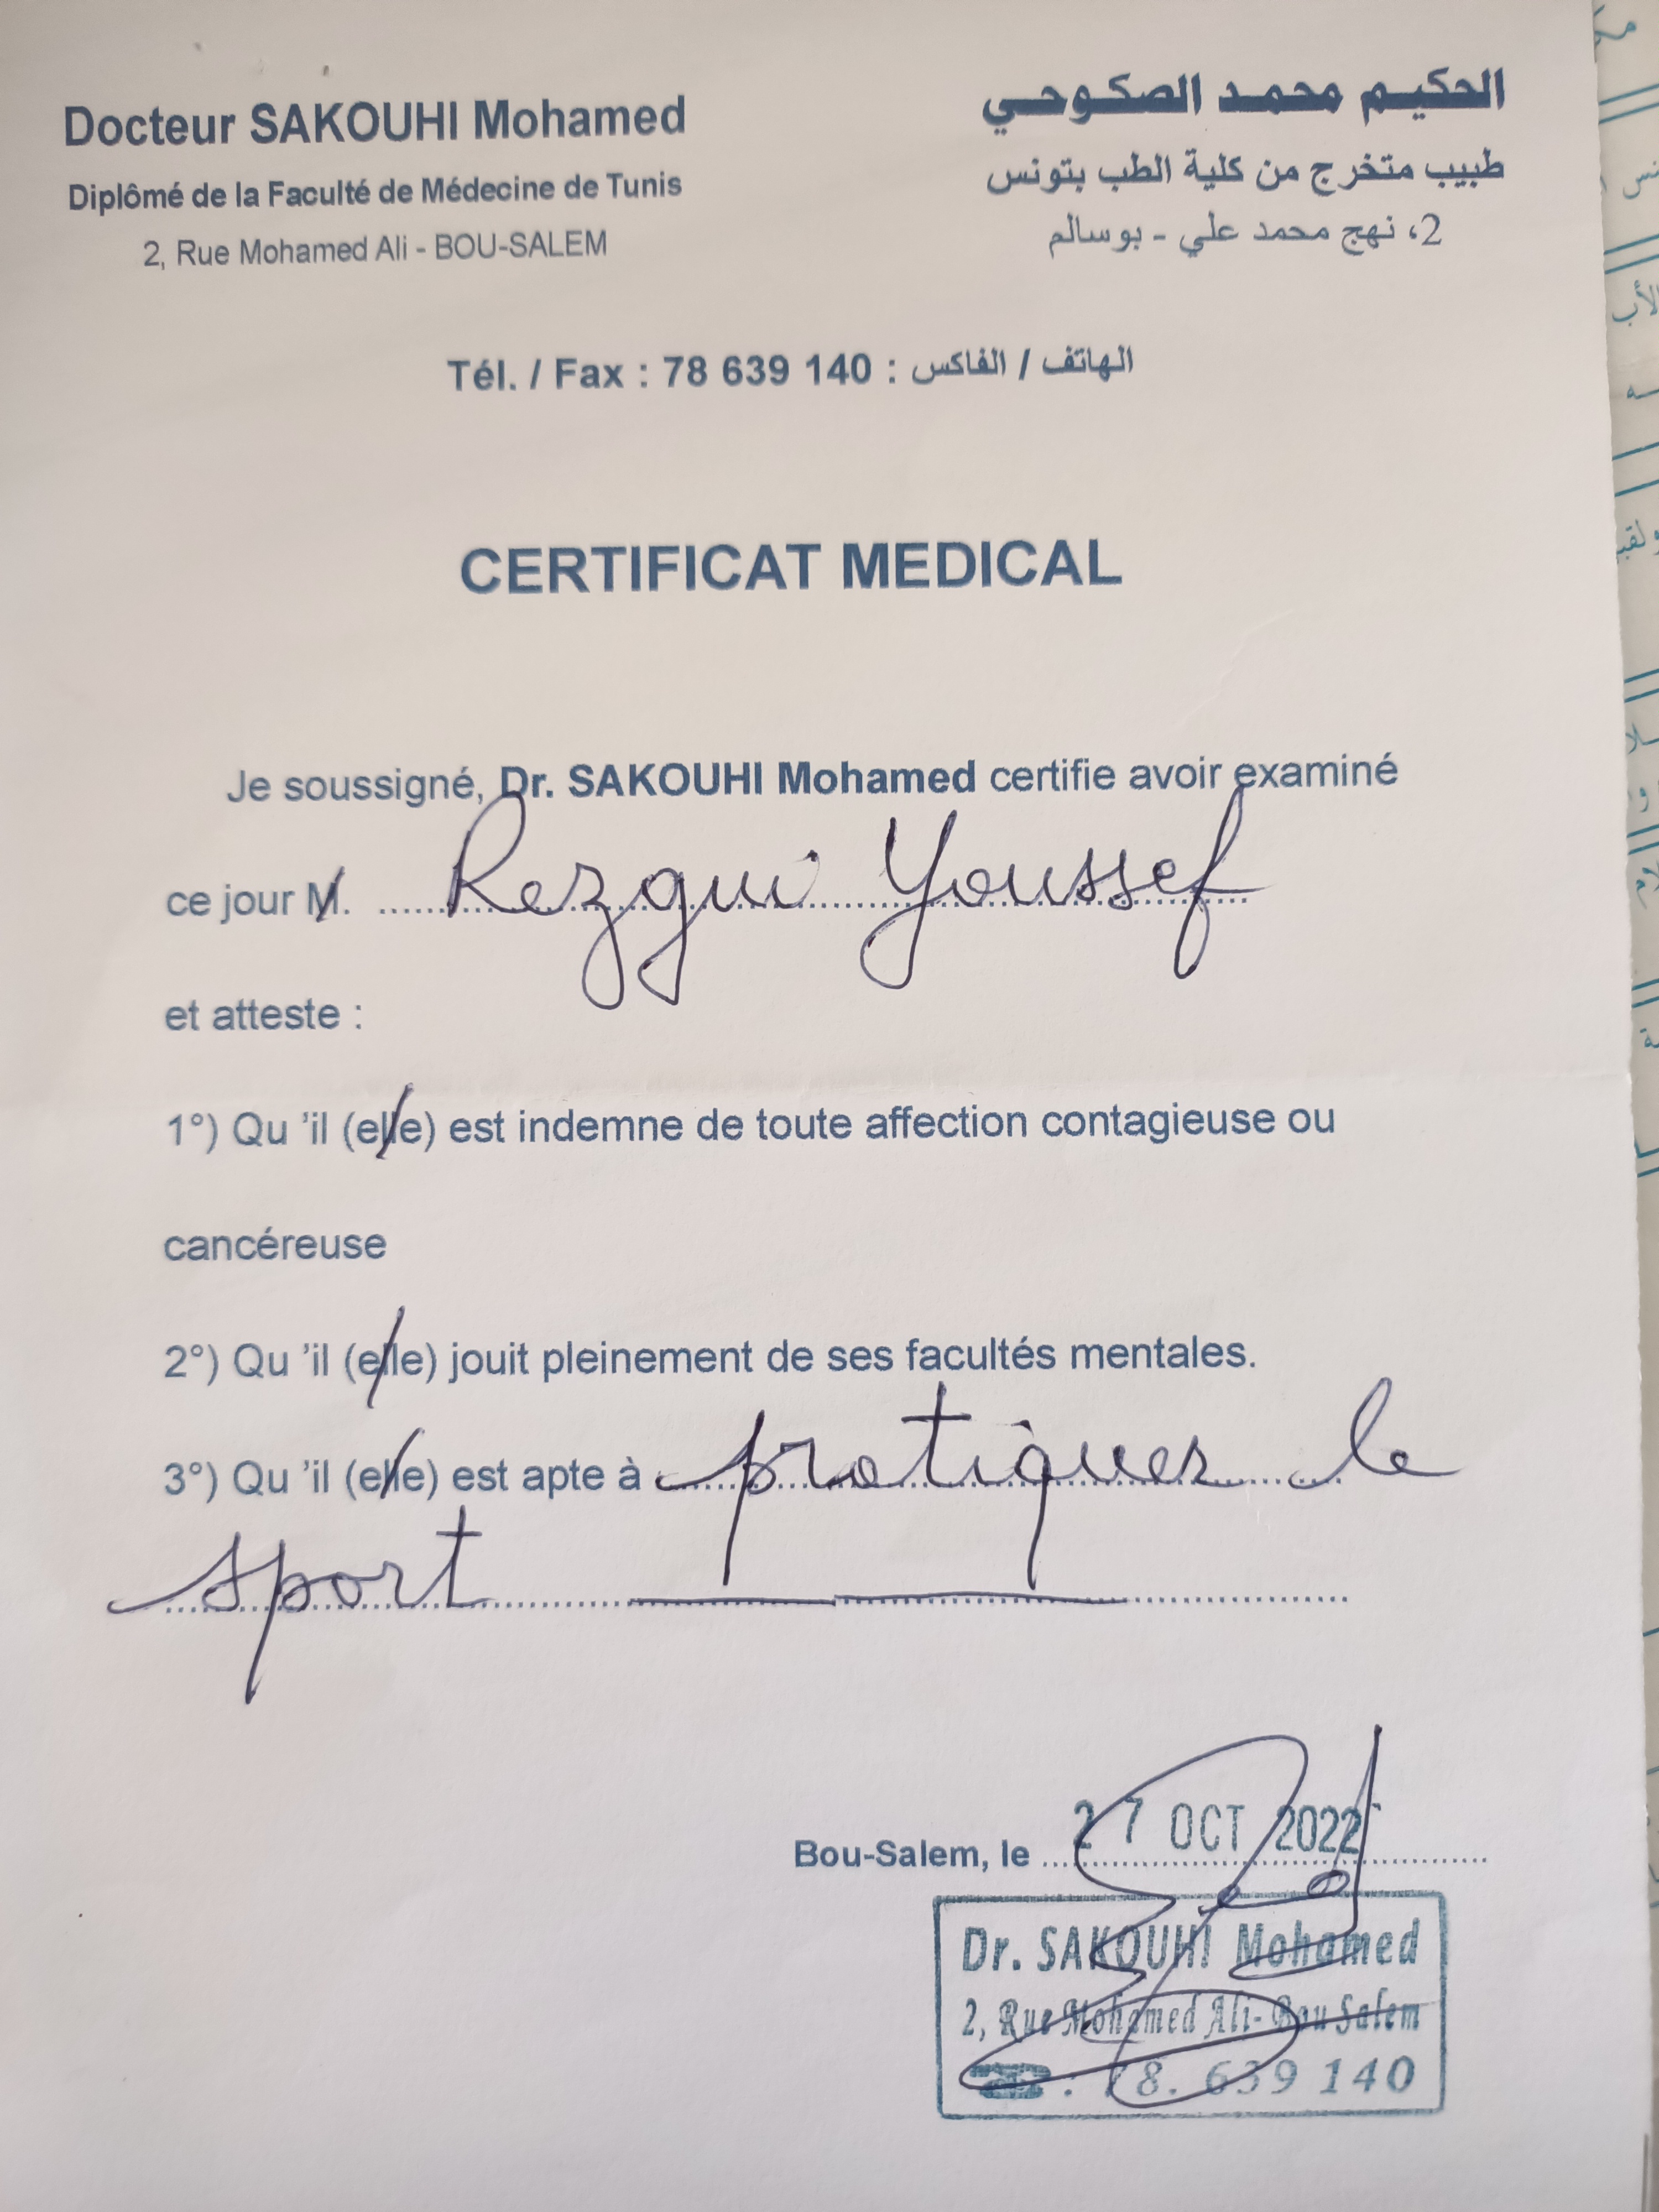 Docteur SAKOUHI Mohamed
Diplômé de la Faculté de Médecine de Tunis
2, Rue Mohamed Ali - BOU-SALEM
الحكيم محمد الصكوحي
طبيب متخرج من كلية الطب بتونس
2، نهج محمد علي - بوسالم
Tél. / Fax : 78 639 140 : الهاتف / الفاكس
CERTIFICAT MEDICAL
Je soussigné, Dr. SAKOUHI Mohamed certifie avoir examiné
ce jour M. Rezgui Youssef
et atteste :
1°) Qu 'il (elle) est indemne de toute affection contagieuse ou
cancéreuse
2°) Qu 'il (elle) jouit pleinement de ses facultés mentales.
3°) Qu 'il (elle) est apte à pratiquer le
sport
Bou-Salem, le 27 OCT 2022
Dr. SAKOUHI Mohamed
2, Rue Mohamed Ali- Bou Salem
☎ : 78. 639 140